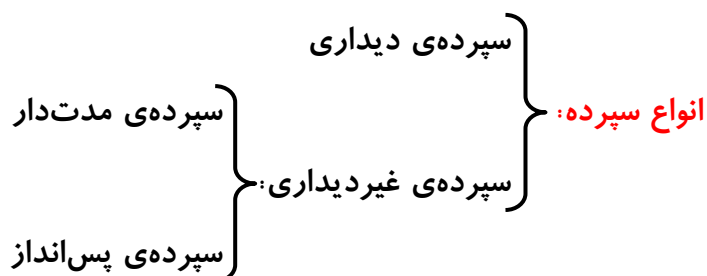 انواع سپرده:
سپرده‌ی دیداری
سپرده‌ی غیردیداری:
سپرده‌ی مدت‌دار
سپرده‌ی پس‌انداز